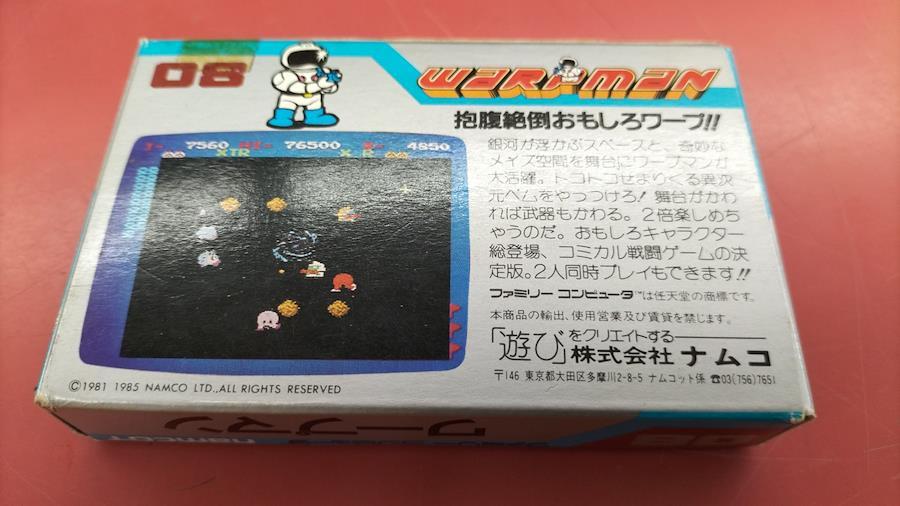 08
WARPMAN
抱腹絶倒おもしろワープ!!
銀河が浮かぶスペースと、奇妙な
メイズ空間を舞台にワープマンが
大活躍。トコトコせまりくる異次
元ベムをやっつけろ!舞台がかわ
れば武器もかわる。2倍楽しめち
ゃうのだ。おもしろキャラクター
総登場、コミカル戦闘ゲームの決
定版。2人同時プレイもできます!!
ファミリーコンピュータ™は任天堂の商標です。
本商品の輸出、使用営業及び賃貸を禁じます。
「遊び」をクリエイトする
株式会社 ナムコ
〒146 東京都大田区多摩川2-8-5 ナムコット係 ☎03(756)7651
7560 76500 4850
XTR
©1981 1985 NAMCO LTD.,ALL RIGHTS RESERVED
namcot
ワープマン
08